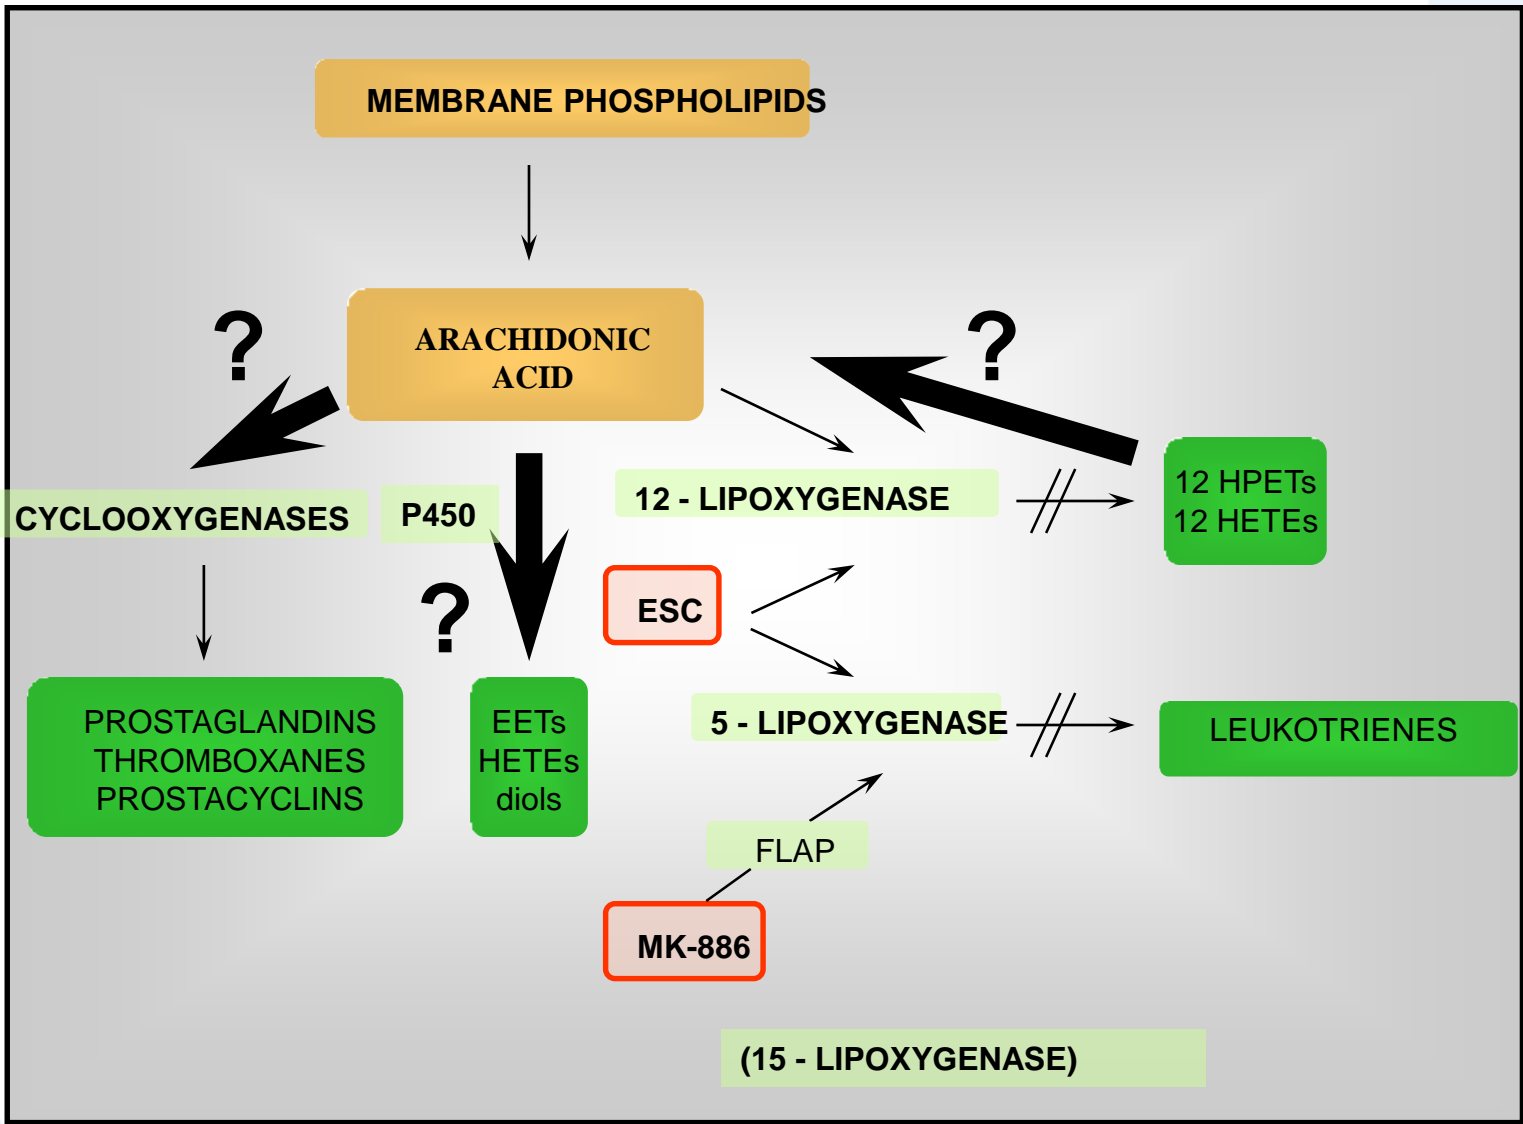 MEMBRANE PHOSPHOLIPIDS
?
ARACHIDONIC
ACID
?
CYCLOOXYGENASES
P450
12 - LIPOXYGENASE
12 HPETs
12 HETEs
?
ESC
PROSTAGLANDINS
THROMBOXANES
PROSTACYCLINS
EETs
HETEs
diols
5 - LIPOXYGENASE
LEUKOTRIENES
FLAP
MK-886
(15 - LIPOXYGENASE)